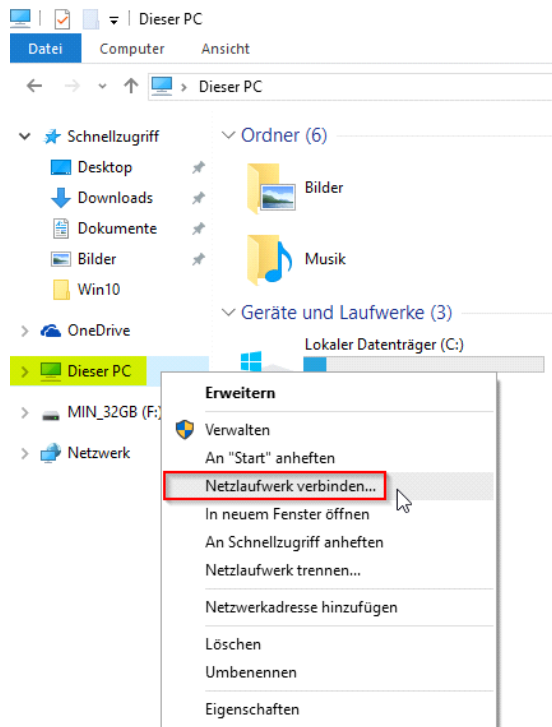 Dieser PC
Datei Computer Ansicht
Dieser PC
Schnellzugriff
Desktop
Downloads
Dokumente
Bilder
Win10
OneDrive
Dieser PC
MIN_32GB (F:)
Netzwerk
Ordner (6)
Bilder
Musik
Geräte und Laufwerke (3)
Lokaler Datenträger (C:)
Erweitern
Verwalten
An "Start" anheften
Netzlaufwerk verbinden...
In neuem Fenster öffnen
An Schnellzugriff anheften
Netzlaufwerk trennen...
Netzwerkadresse hinzufügen
Löschen
Umbenennen
Eigenschaften